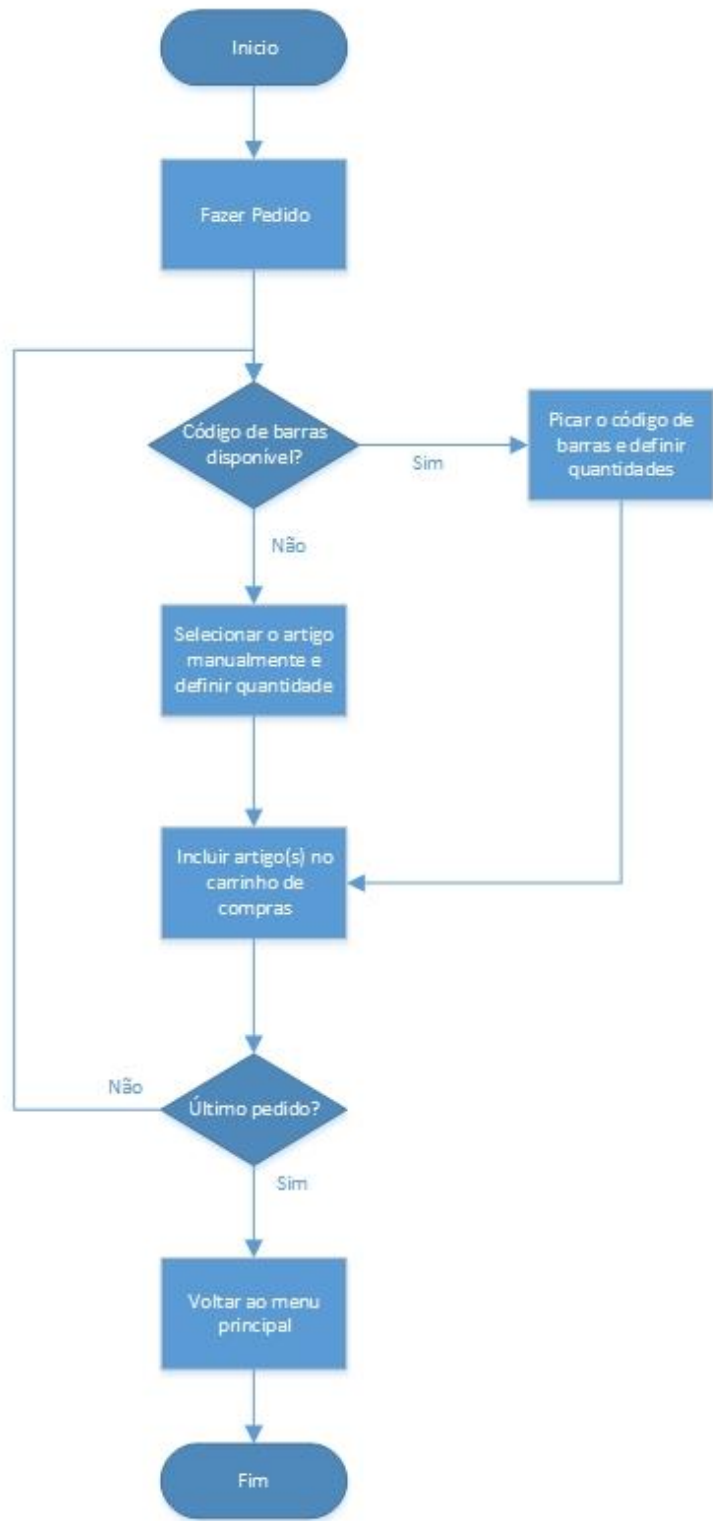 Inicio
Fazer Pedido
Código de barras
disponível?
Sim
Picar o código de
barras e definir
quantidades
Não
Selecionar o artigo
manualmente e
definir quantidade
Incluir artigo(s) no
carrinho de
compras
Não
Último pedido?
Sim
Voltar ao menu
principal
Fim